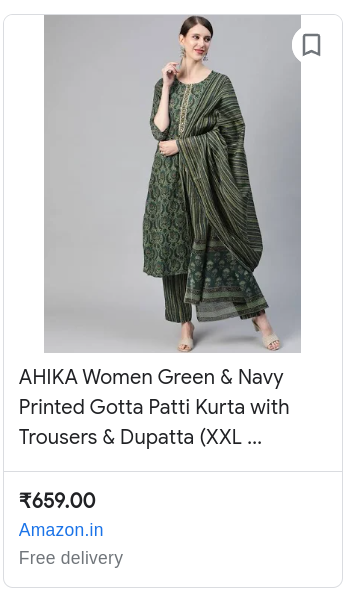 AHIKA Women Green & Navy
Printed Gotta Patti Kurta with
Trousers & Dupatta (XXL ...
₹659.00
Amazon.in
Free delivery